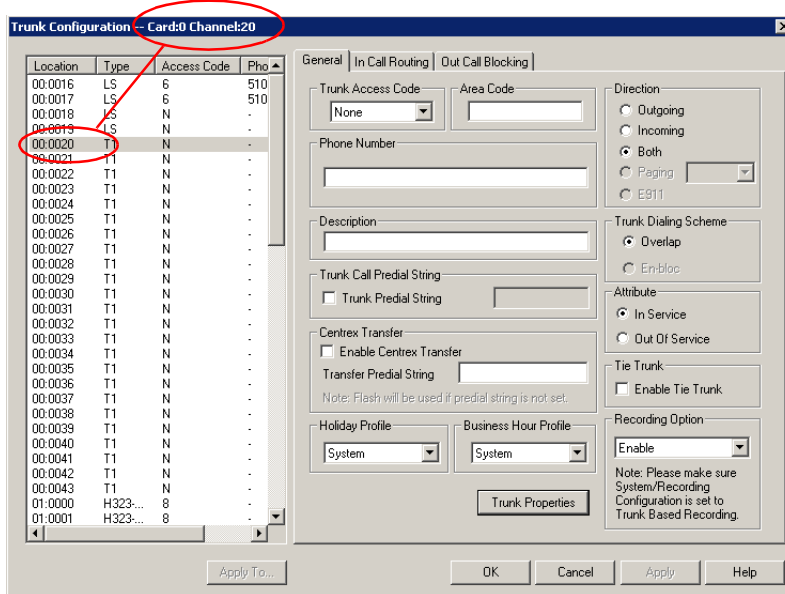 Trunk Configuration -- Card:0 Channel:20
Location Type Access Code Pho
00:0016 LS 6 510
00:0017 LS 6 510
00:0018 LS N -
00:0019 LS N -
00:0020 T1 N -
00:0021 T1 N -
00:0022 T1 N -
00:0023 T1 N -
00:0024 T1 N -
00:0025 T1 N -
00:0026 T1 N -
00:0027 T1 N -
00:0028 T1 N -
00:0029 T1 N -
00:0030 T1 N -
00:0031 T1 N -
00:0032 T1 N -
00:0033 T1 N -
00:0034 T1 N -
00:0035 T1 N -
00:0036 T1 N -
00:0037 T1 N -
00:0038 T1 N -
00:0039 T1 N -
00:0040 T1 N -
00:0041 T1 N -
00:0042 T1 N -
00:0043 T1 N -
01:0000 H323-... 8 -
01:0001 H323-... 8 -
Apply To...
General In Call Routing Out Call Blocking
Trunk Access Code
None
Area Code
Phone Number
Description
Trunk Call Predial String
Trunk Predial String
Centrex Transfer
Enable Centrex Transfer
Transfer Predial String
Note: Flash will be used if predial string is not set.
Holiday Profile
System
Business Hour Profile
System
Trunk Properties
Direction
Outgoing
Incoming
Both
Paging
E911
Trunk Dialing Scheme
Overlap
En-bloc
Attribute
In Service
Out Of Service
Tie Trunk
Enable Tie Trunk
Recording Option
Enable
Note: Please make sure
System/Recording
Configuration is set to
Trunk Based Recording.
OK Cancel Apply Help